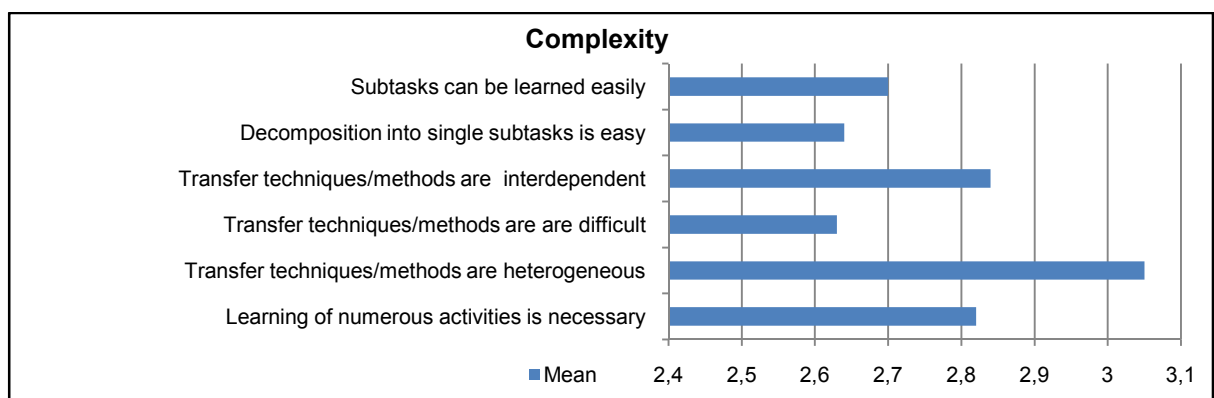 Complexity
Subtasks can be learned easily
Decomposition into single subtasks is easy
Transfer techniques/methods are interdependent
Transfer techniques/methods are are difficult
Transfer techniques/methods are heterogeneous
Learning of numerous activities is necessary
Mean 2,4 2,5 2,6 2,7 2,8 2,9 3 3,1